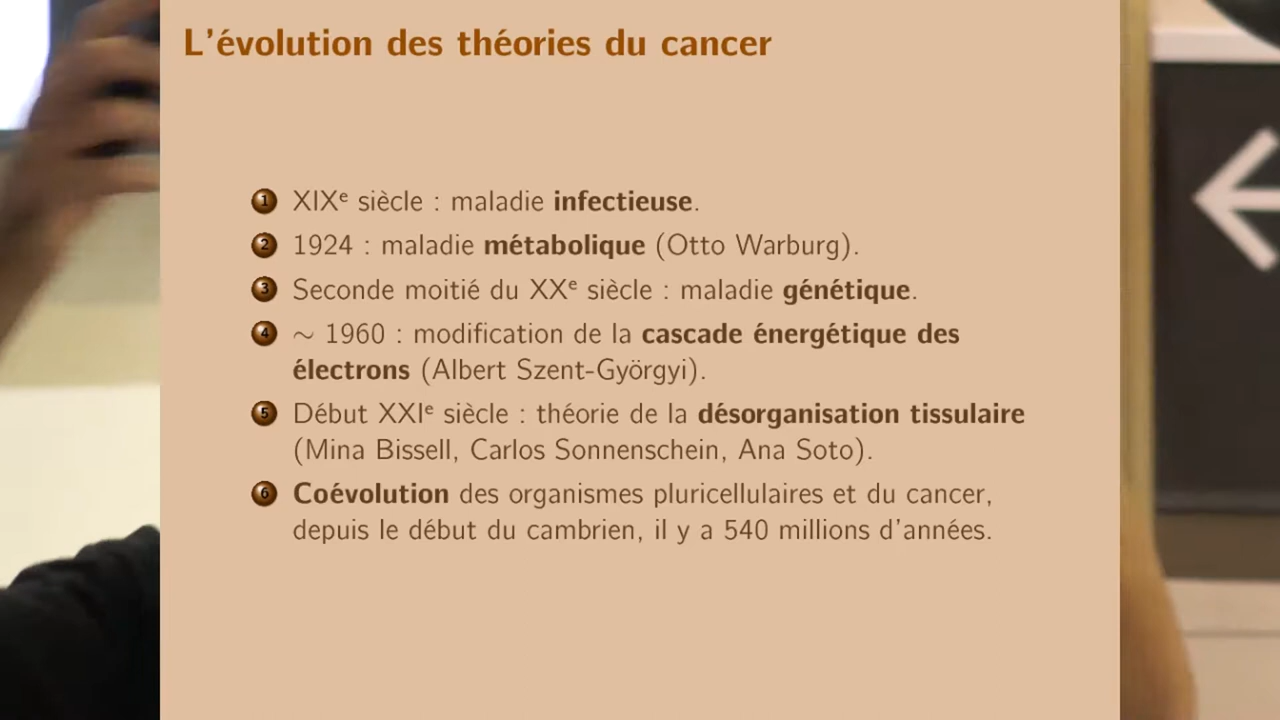 L'évolution des théories du cancer
1 XIXe siècle : maladie infectieuse.
2 1924 : maladie métabolique (Otto Warburg).
3 Seconde moitié du XXe siècle : maladie génétique.
4 ∼ 1960 : modification de la cascade énergétique des
électrons (Albert Szent-Györgyi).
5 Début XXIe siècle : théorie de la désorganisation tissulaire
(Mina Bissell, Carlos Sonnenschein, Ana Soto).
6 Coévolution des organismes pluricellulaires et du cancer,
depuis le début du cambrien, il y a 540 millions d'années.